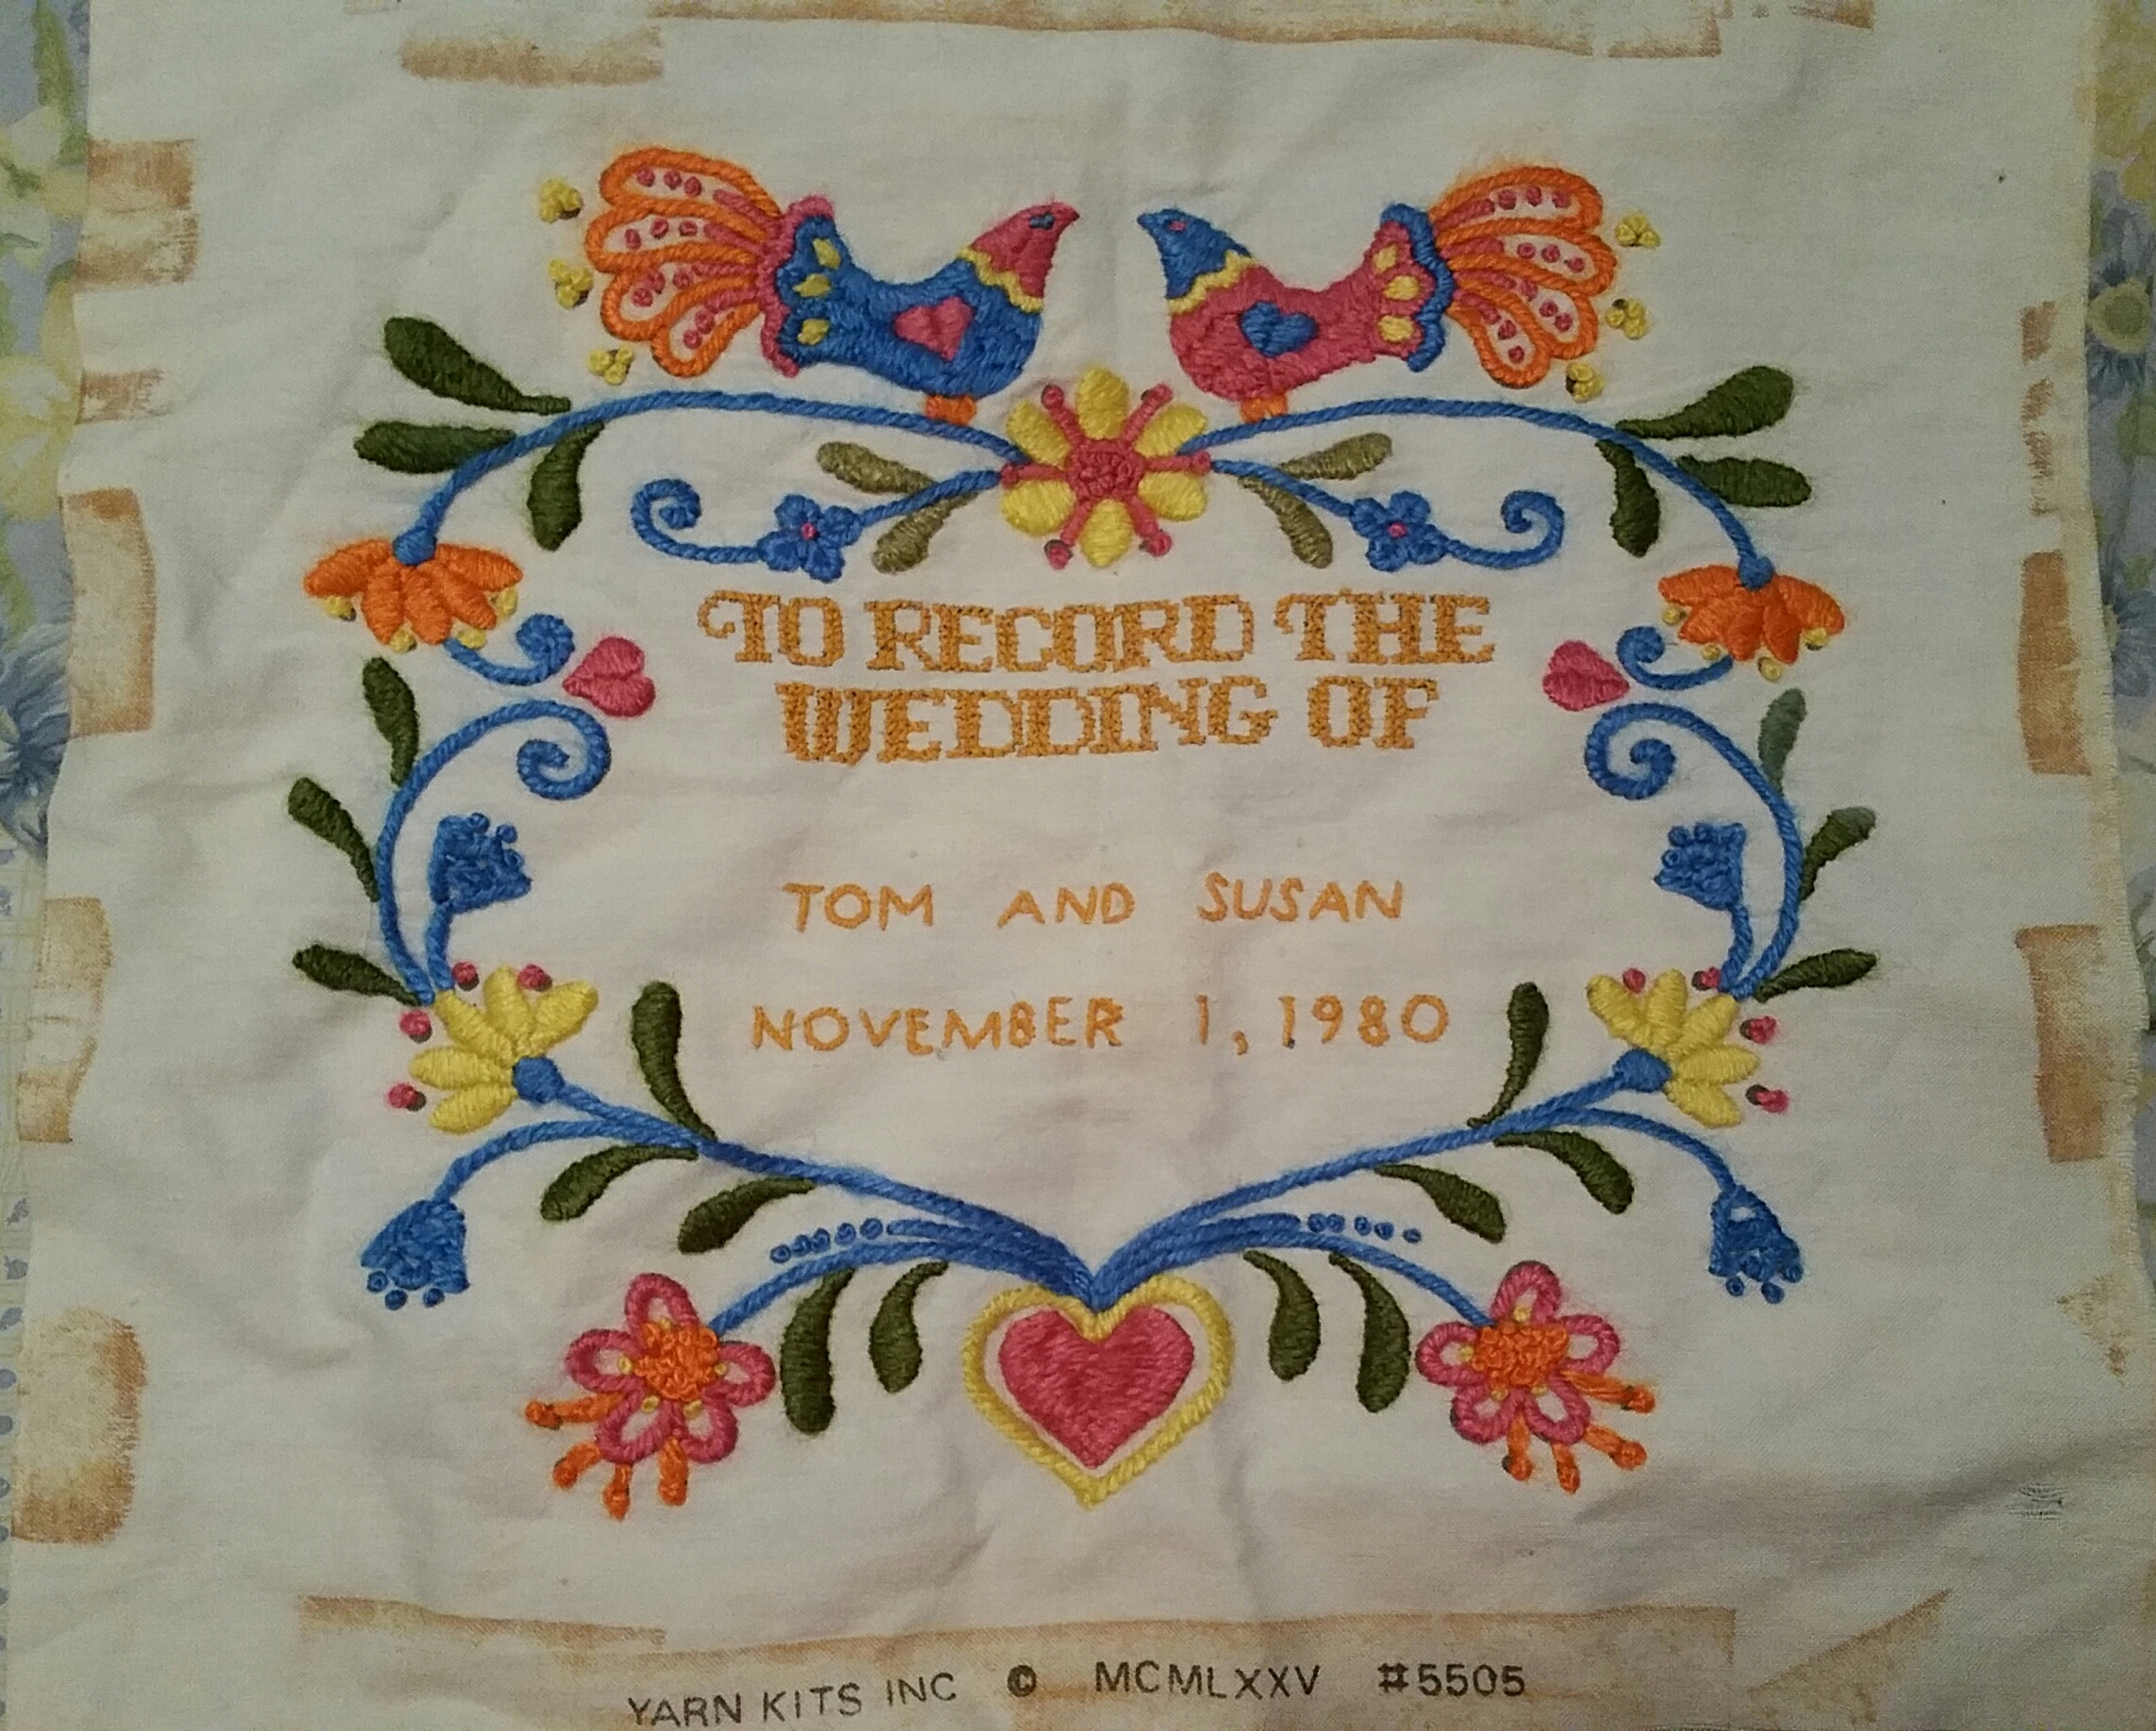 TO RECORD THE
WEDDING OF
TOM AND SUSAN
NOVEMBER 1, 1980
YARN KITS INC © MCMLXXV #5505